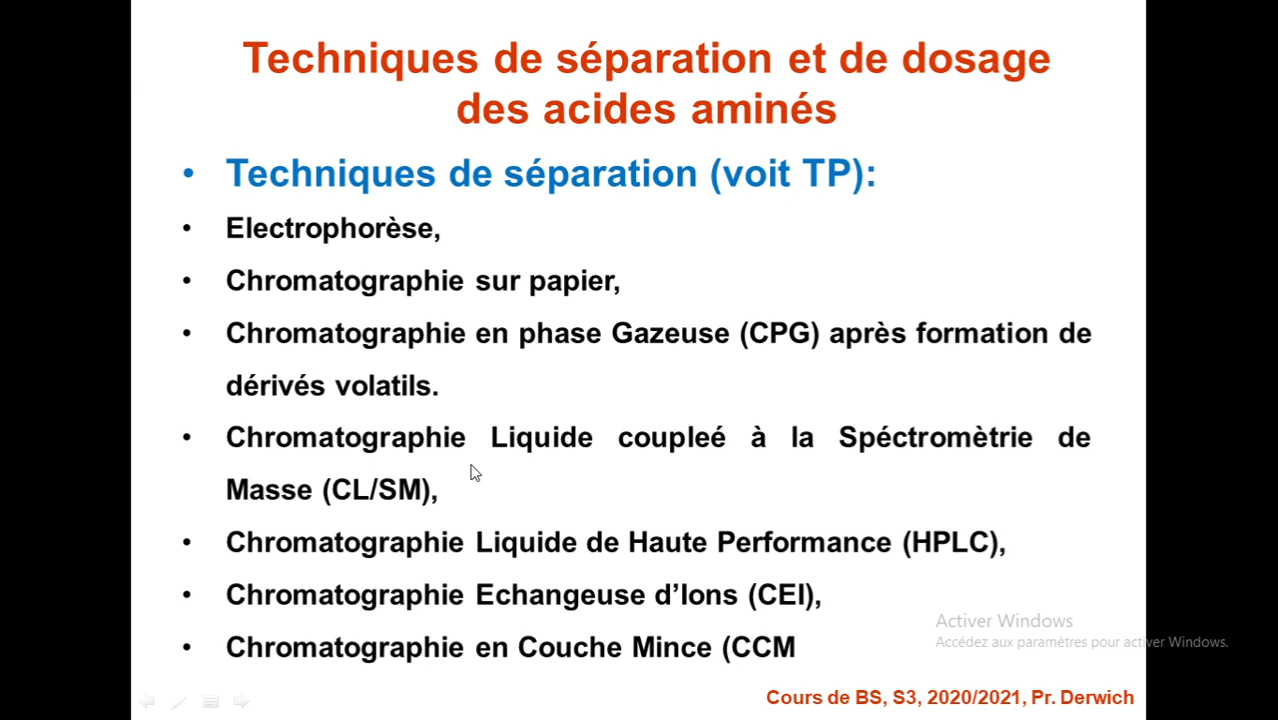 Techniques de séparation et de dosage
des acides aminés
• Techniques de séparation (voit TP):
• Electrophorèse,
• Chromatographie sur papier,
• Chromatographie en phase Gazeuse (CPG) après formation de
dérivés volatils.
• Chromatographie Liquide coupleé à la Spéctromètrie de
Masse (CL/SM),
• Chromatographie Liquide de Haute Performance (HPLC),
• Chromatographie Echangeuse d’Ions (CEI),
• Chromatographie en Couche Mince (CCM
Activer Windows
Accédez aux paramètres pour activer Windows.
Cours de BS, S3, 2020/2021, Pr. Derwich